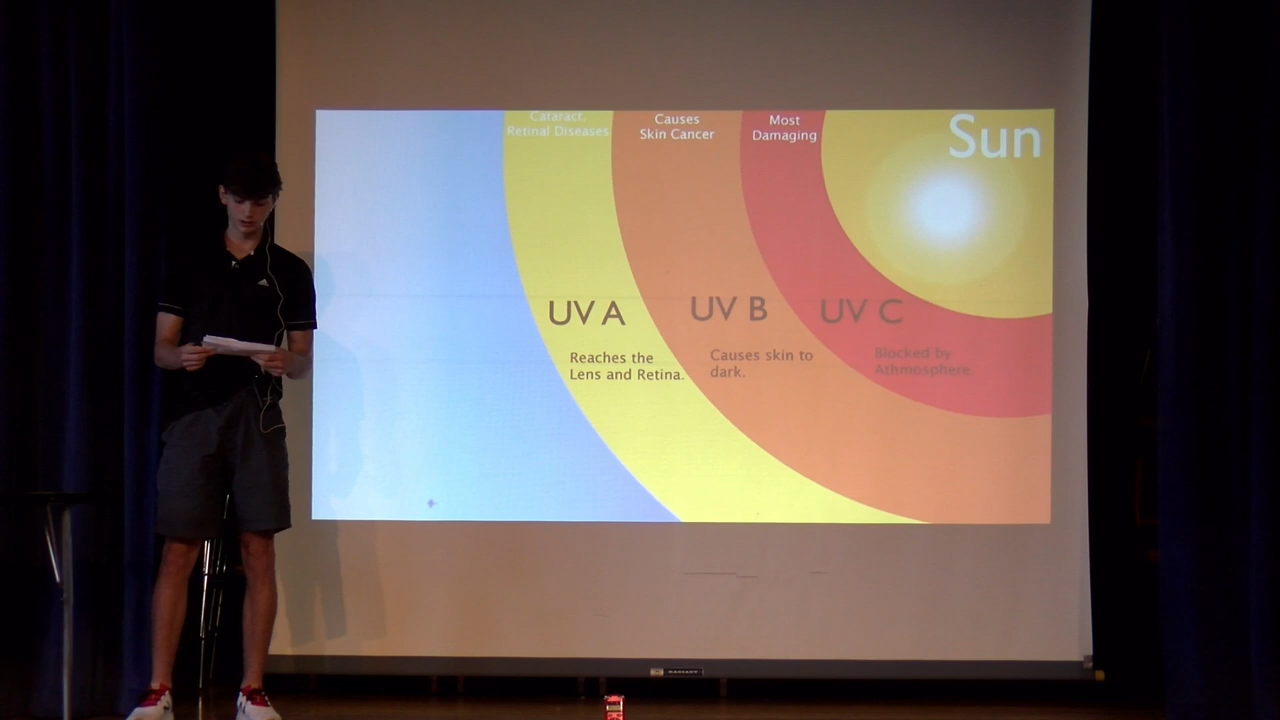 Cataract,
Retinal Diseases
Causes
Skin Cancer
Most
Damaging
Sun
UV A
UV B
UV C
Reaches the
Lens and Retina.
Causes skin to
dark.
Blocked by
Athmosphere.